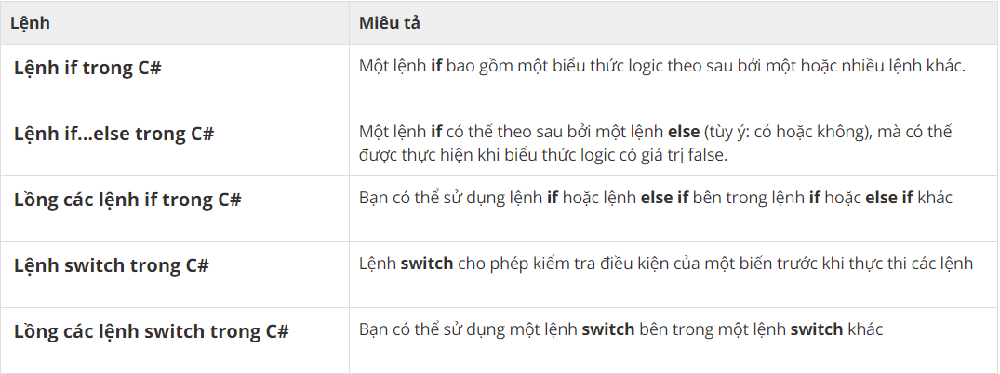 Lệnh Miêu tả
Lệnh if trong C# Một lệnh if bao gồm một biểu thức logic theo sau bởi một hoặc nhiều lệnh khác.
Lệnh if...else trong C# Một lệnh if có thể theo sau bởi một lệnh else (tùy ý: có hoặc không), mà có thể
được thực hiện khi biểu thức logic có giá trị false.
Lồng các lệnh if trong C# Bạn có thể sử dụng lệnh if hoặc lệnh else if bên trong lệnh if hoặc else if khác
Lệnh switch trong C# Lệnh switch cho phép kiểm tra điều kiện của một biến trước khi thực thi các lệnh
Lồng các lệnh switch trong C# Bạn có thể sử dụng một lệnh switch bên trong một lệnh switch khác